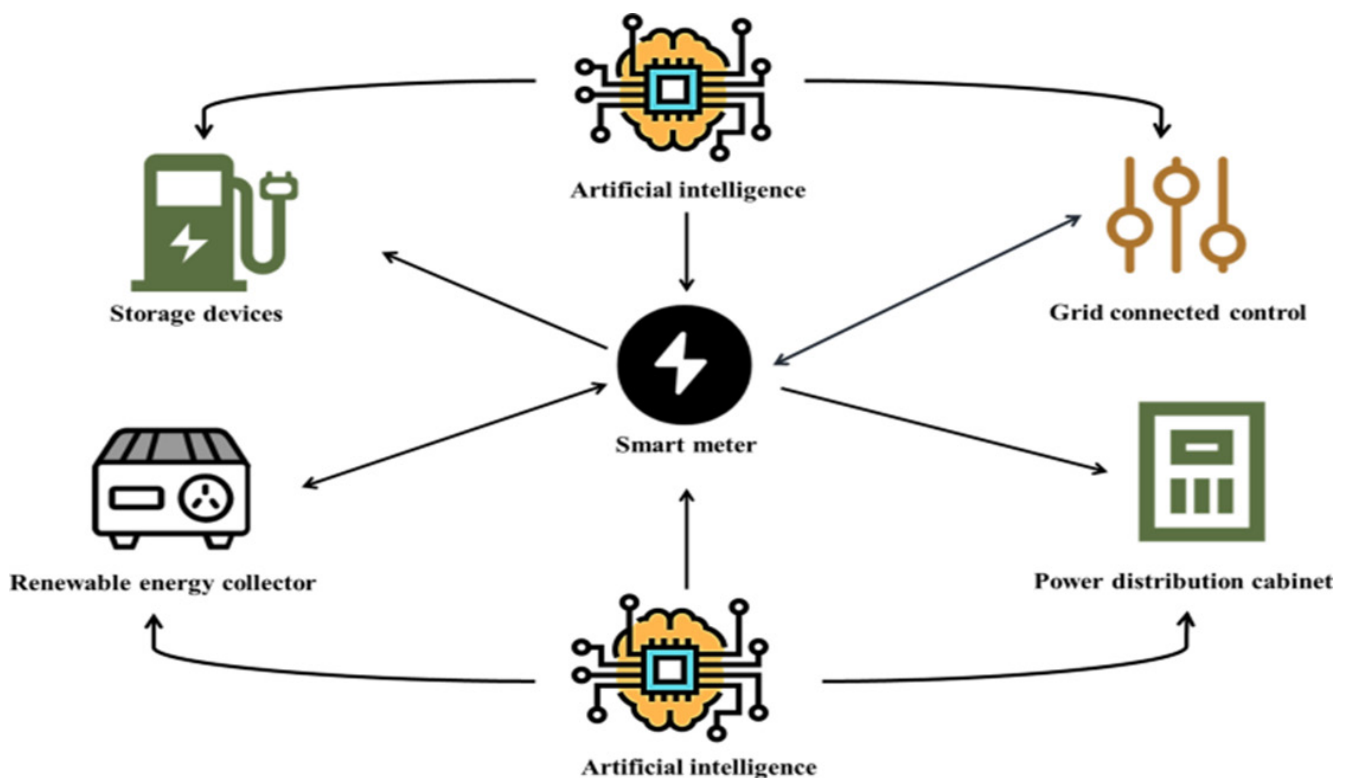 Artificial intelligence
Storage devices
Grid connected control
Smart meter
Renewable energy collector
Power distribution cabinet
Artificial intelligence